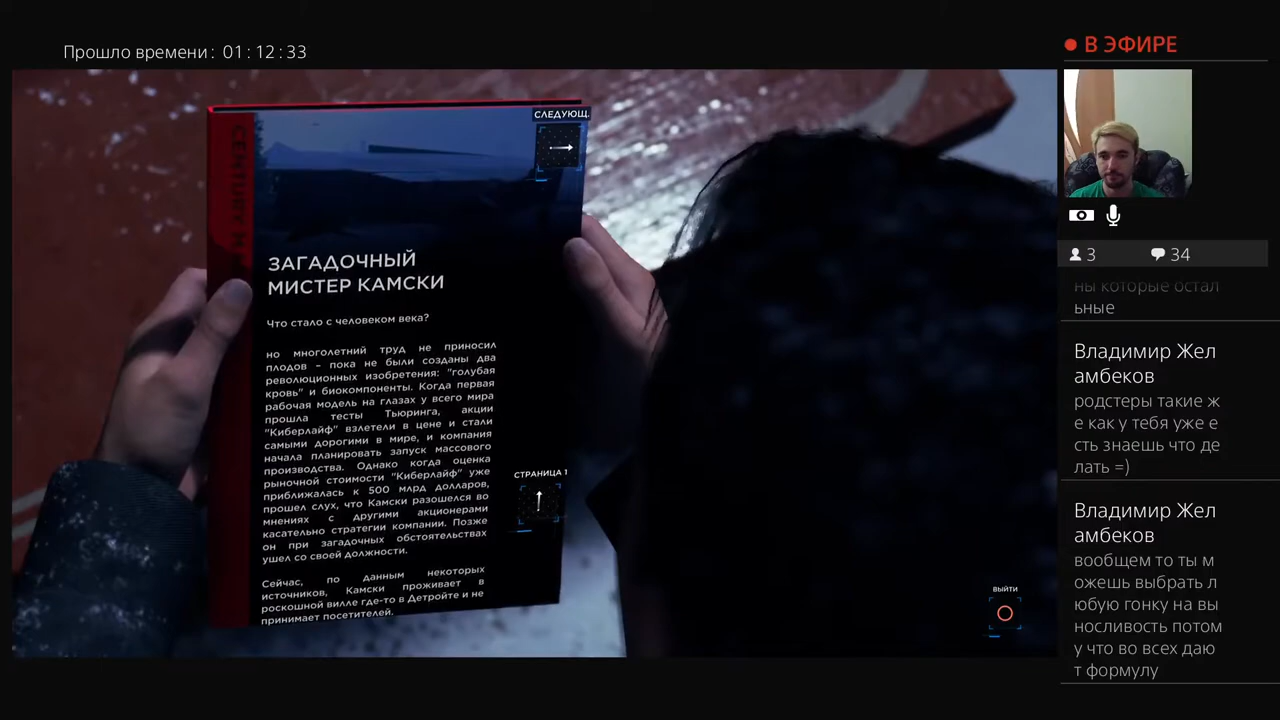 Прошло времени: 01:12:33
В ЭФИРЕ
СЛЕДУЮЩ.
CENTURY
ЗАГАДОЧНЫЙ
МИСТЕР КАМСКИ
Что стало с человеком века?
но многолетний труд не приносил
плодов – пока не были созданы два
революционных изобретения: "голубая
кровь" и биокомпоненты. Когда первая
рабочая модель на глазах у всего мира
прошла тесты Тьюринга, акции
"Киберлайф" взлетели в цене и стали
самыми дорогими в мире, и компания
начала планировать запуск массового
производства. Однако когда оценка
рыночной стоимости "Киберлайф" уже
приближалась к 500 млрд долларов,
прошел слух, что Камски разошелся во
мнениях с другими акционерами
касательно стратегии компании. Позже
он при загадочных обстоятельствах
ушел со своей должности.
Сейчас, по данным некоторых
источников, Камски проживает в
роскошной вилле где-то в Детройте и не
принимает посетителей.
СТРАНИЦА 1
ВЫЙТИ
3 34
ны которые остал
ьные
Владимир Жел
амбеков
родстеры такие ж
е как у тебя уже е
сть знаешь что де
лать =)
Владимир Жел
амбеков
вообщем то ты м
ожешь выбрать л
юбую гонку на вы
носливость потом
у что во всех даю
т формулу